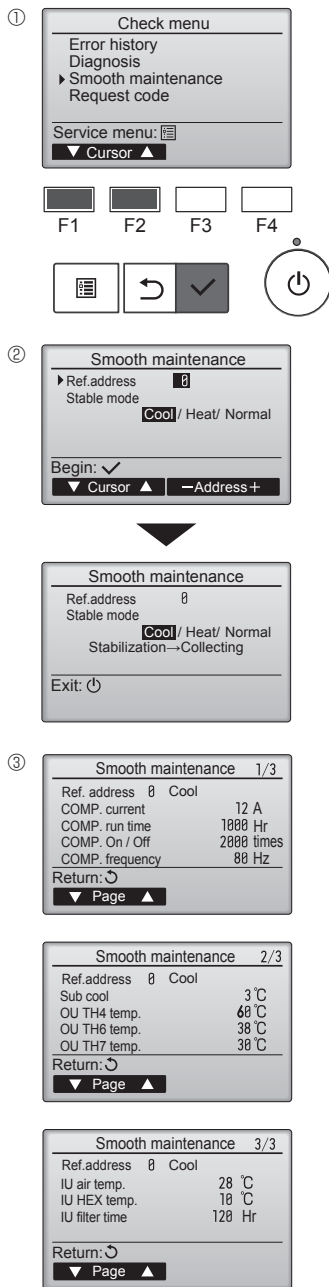 ①
Check menu
Error history
Diagnosis
Smooth maintenance
Request code
Service menu:
▼ Cursor ▲
F1 F2 F3 F4
②
Smooth maintenance
Ref.address 0
Stable mode
Cool / Heat/ Normal
Begin: ✓
▼ Cursor ▲ −Address+
Smooth maintenance
Ref.address 0
Stable mode
Cool / Heat/ Normal
Stabilization→Collecting
Exit:
③
Smooth maintenance 1/3
Ref. address 0 Cool
COMP. current 12 A
COMP. run time 1000 Hr
COMP. On / Off 2000 times
COMP. frequency 80 Hz
Return:
▼ Page ▲
Smooth maintenance 2/3
Ref.address 0 Cool
Sub cool 3℃
OU TH4 temp. 60℃
OU TH6 temp. 38℃
OU TH7 temp. 30℃
Return:
▼ Page ▲
Smooth maintenance 3/3
Ref.address 0 Cool
IU air temp. 28 ℃
IU HEX temp. 10 ℃
IU filter time 120 Hr
Return:
▼ Page ▲